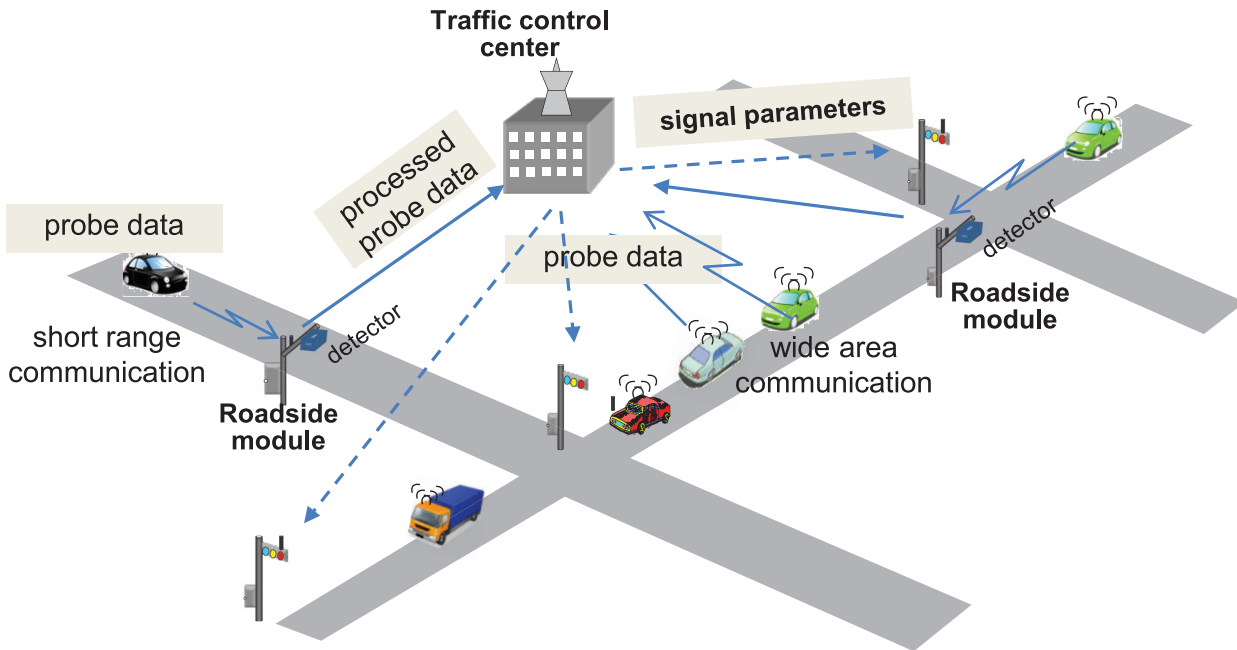 Traffic control
center
signal parameters
processed
probe data
probe data
probe data
detector
detector
Roadside
module
short range
communication
wide area
communication
Roadside
module